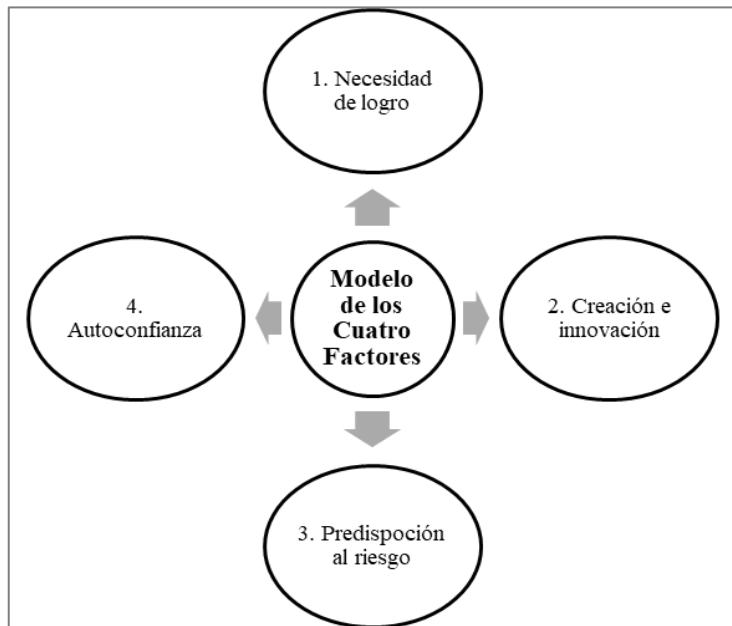 1. Necesidad
de logro
Modelo
de los
Cuatro
Factores
4.
Autoconfianza
2. Creación e
innovación
3. Predispoción
al riesgo